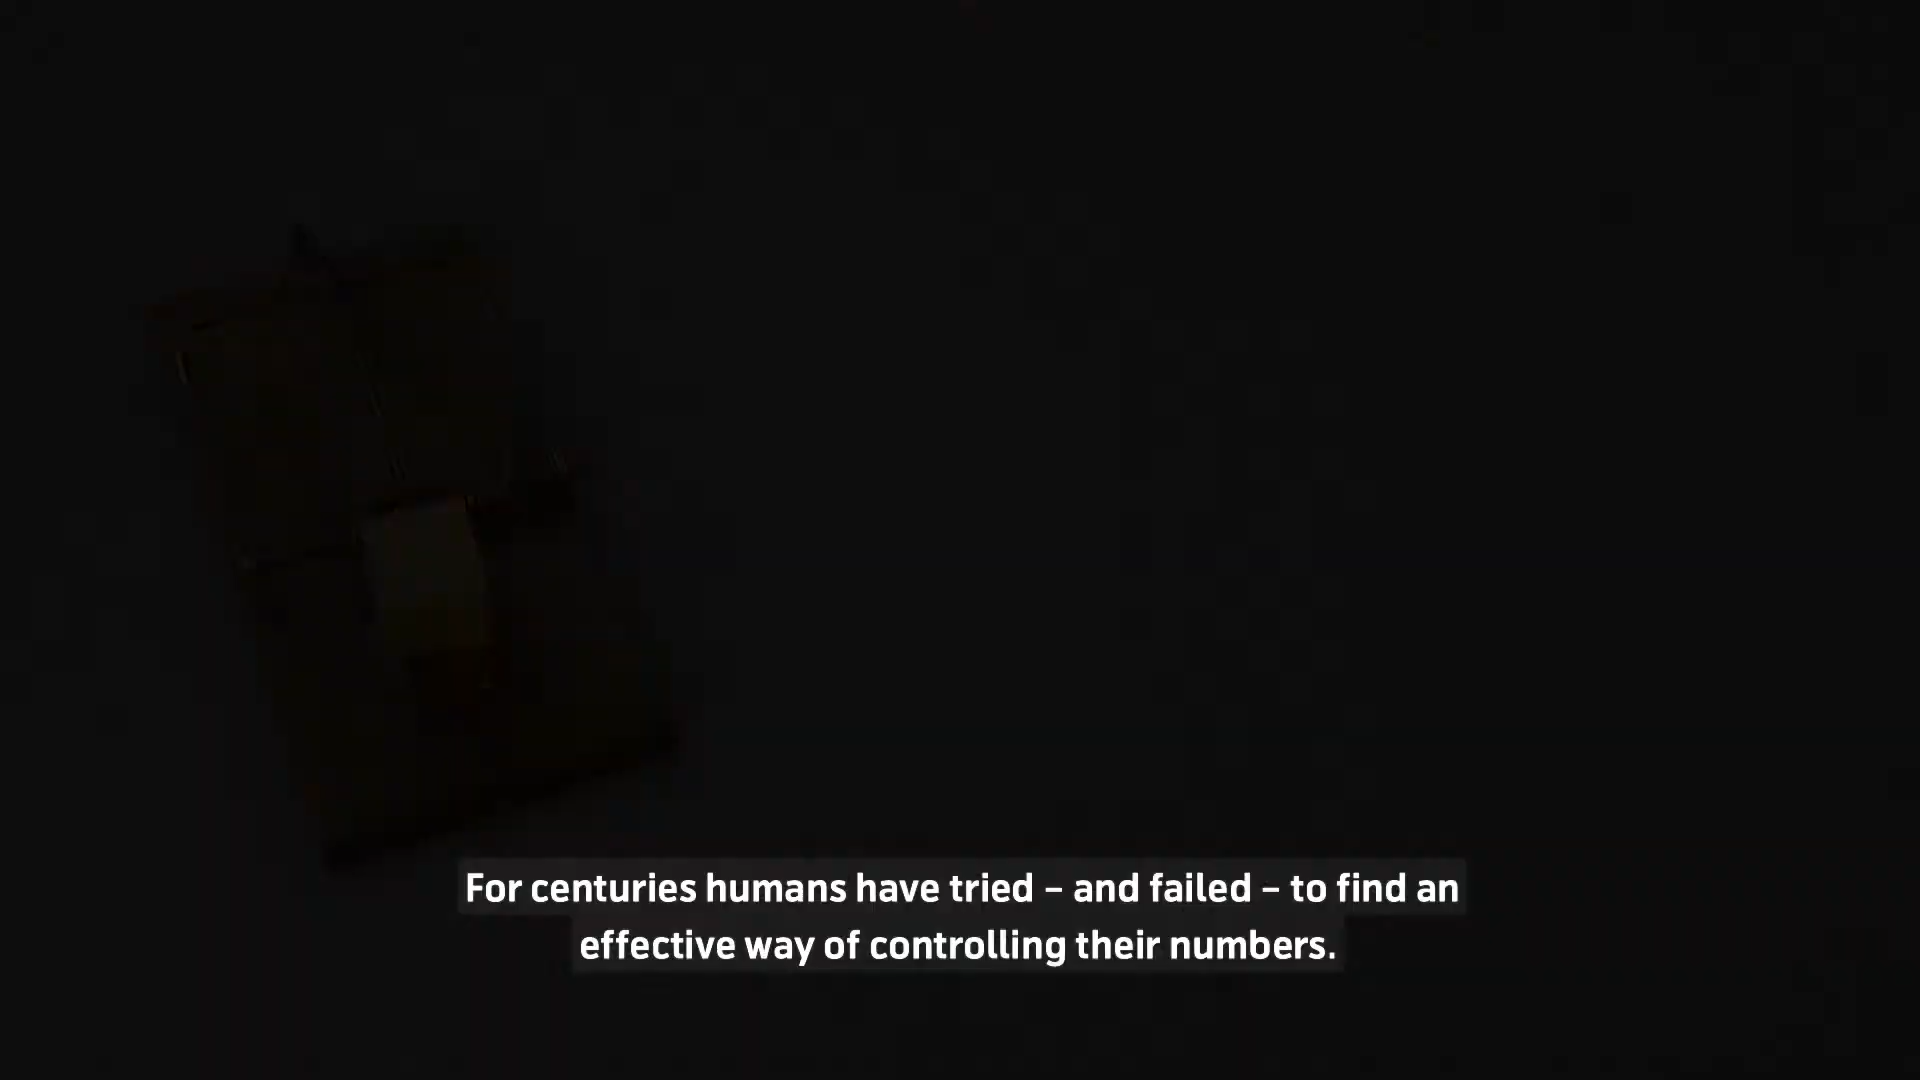 For centuries humans have tried – and failed – to find an
effective way of controlling their numbers.